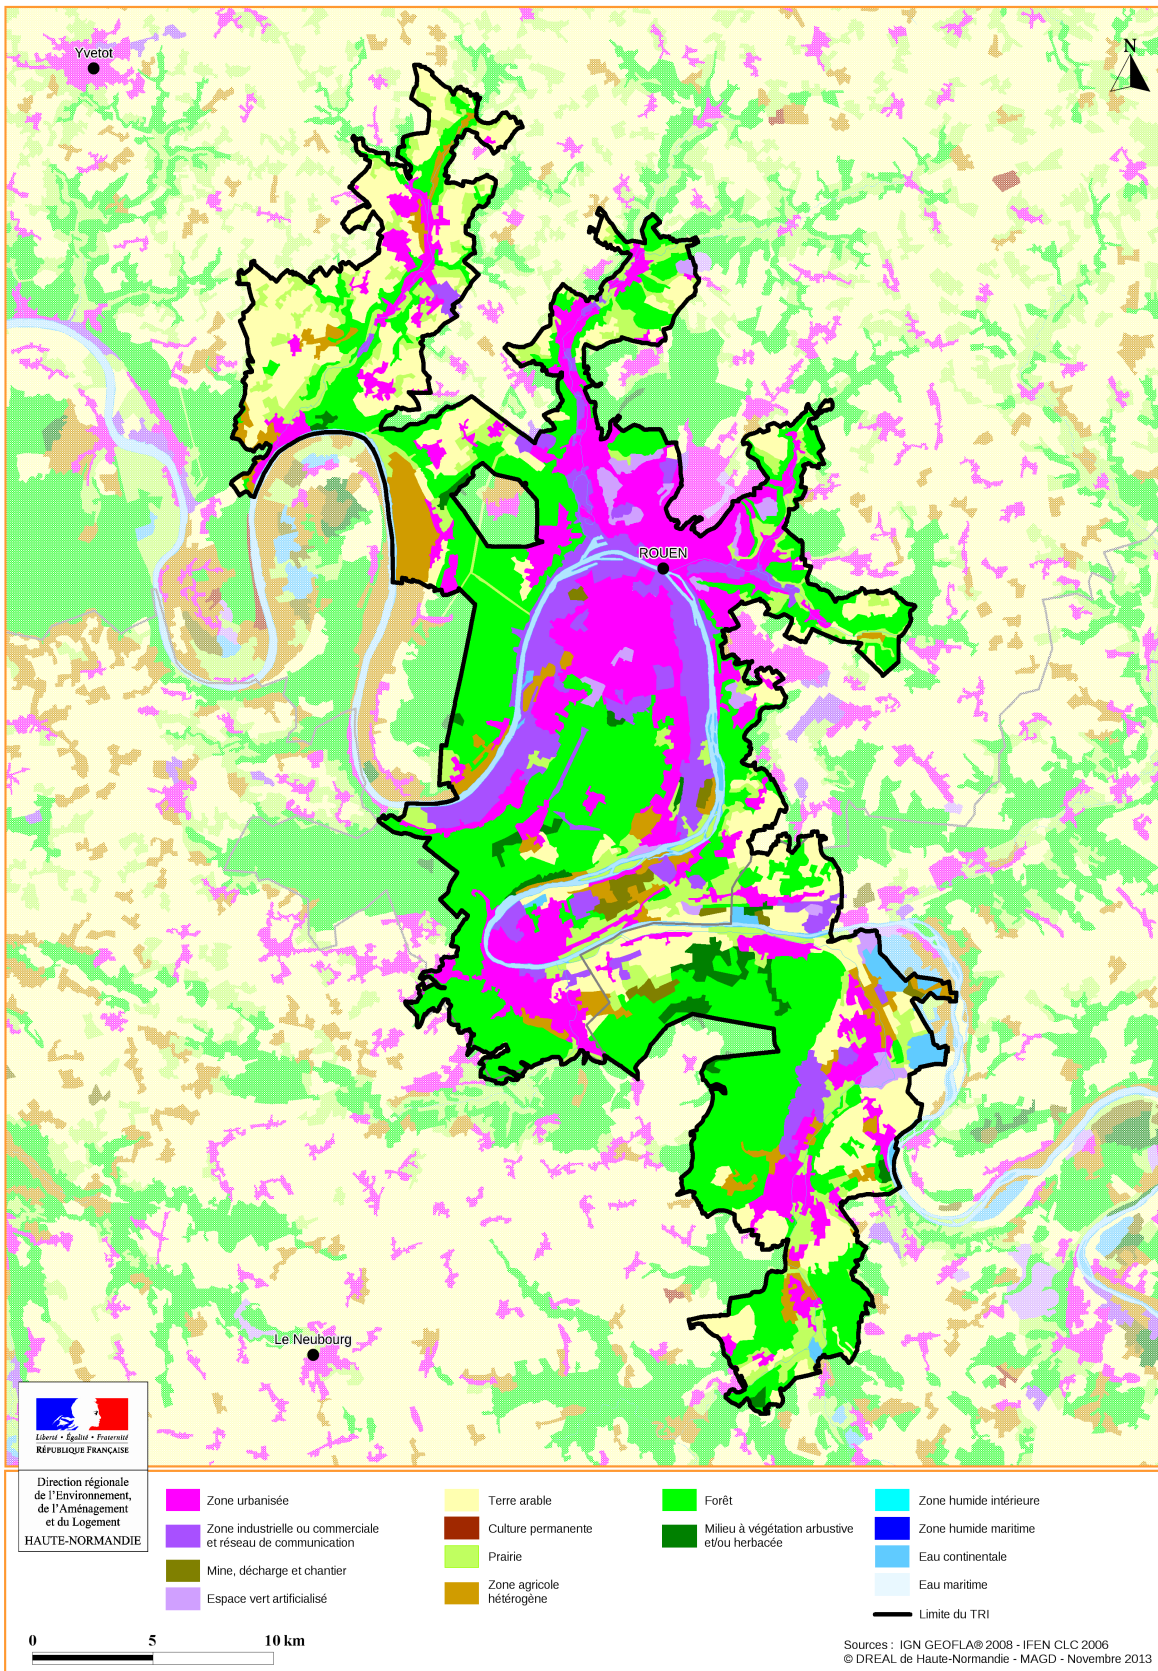 Yvetot
N
ROUEN
Le Neubourg
Liberté • Égalité • Fraternité
RÉPUBLIQUE FRANÇAISE
Direction régionale
de l'Environnement,
de l'Aménagement
et du Logement
HAUTE-NORMANDIE
Zone urbanisée
Zone industrielle ou commerciale
et réseau de communication
Mine, décharge et chantier
Espace vert artificialisé
Terre arable
Culture permanente
Prairie
Zone agricole
hétérogène
Forêt
Milieu à végétation arbustive
et/ou herbacée
Zone humide intérieure
Zone humide maritime
Eau continentale
Eau maritime
Limite du TRI
0 5 10 km
Sources : IGN GEOFLA® 2008 - IFEN CLC 2006
© DREAL de Haute-Normandie - MAGD - Novembre 2013